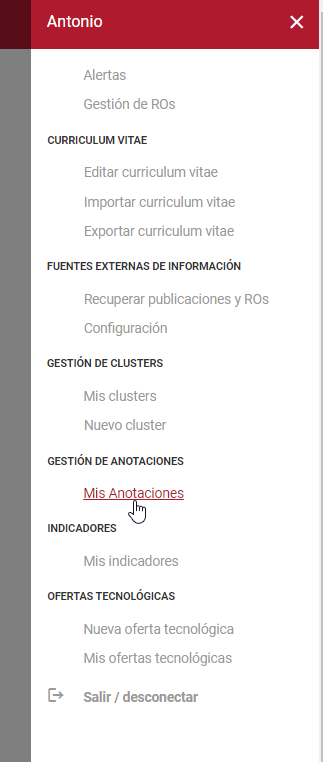 Antonio
Alertas
Gestión de ROs
CURRICULUM VITAE
Editar curriculum vitae
Importar curriculum vitae
Exportar curriculum vitae
FUENTES EXTERNAS DE INFORMACIÓN
Recuperar publicaciones y ROs
Configuración
GESTIÓN DE CLUSTERS
Mis clusters
Nuevo cluster
GESTIÓN DE ANOTACIONES
Mis Anotaciones
INDICADORES
Mis indicadores
OFERTAS TECNOLÓGICAS
Nueva oferta tecnológica
Mis ofertas tecnológicas
Salir / desconectar